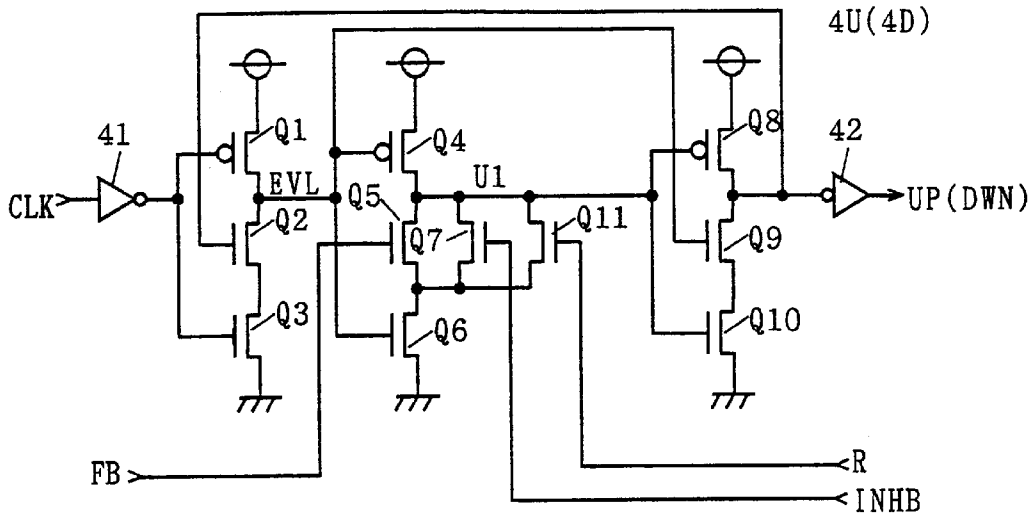 4U(4D)
41
Q1
Q4
Q8
42
CLK
EVL
U1
UP(DWN)
Q5
Q2
Q7
Q11
Q9
Q3
Q6
Q10
FB
R
INHB